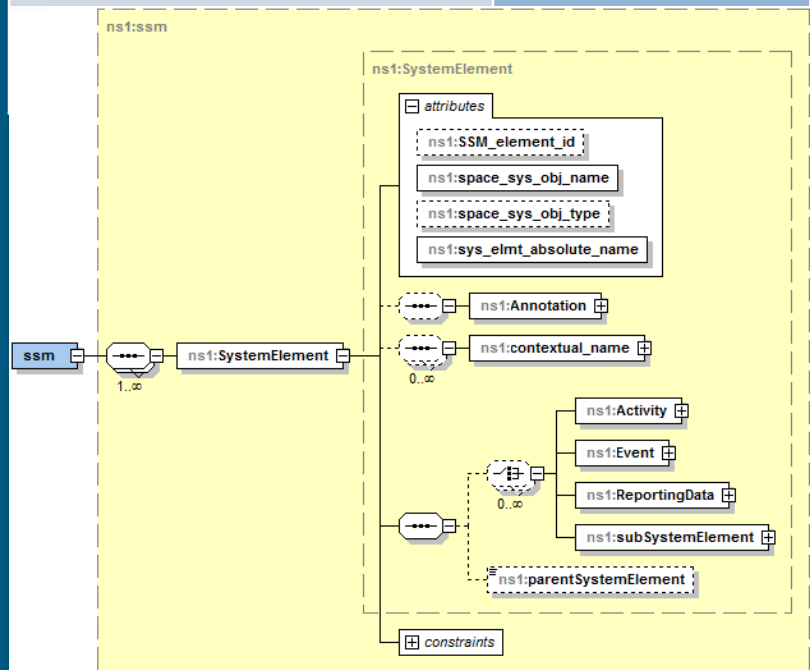 ns1:ssm
ns1:SystemElement
attributes
ns1:SSM_element_id
ns1:space_sys_obj_name
ns1:space_sys_obj_type
ns1:sys_elmt_absolute_name
ns1:Annotation
ns1:contextual_name
0..∞
ssm
ns1:SystemElement
1..∞
ns1:Activity
ns1:Event
0..∞
ns1:ReportingData
ns1:subSystemElement
ns1:parentSystemElement
constraints